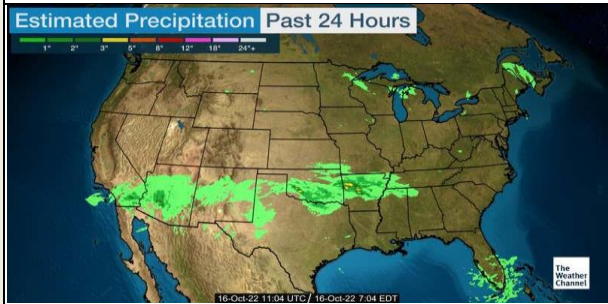 Estimated Precipitation Past 24 Hours
1" 2" 3" 5" 8" 12" 18" 24"+
The
Weather
Channel
16-Oct-22 11:04 UTC / 16-Oct-22 7:04 EDT